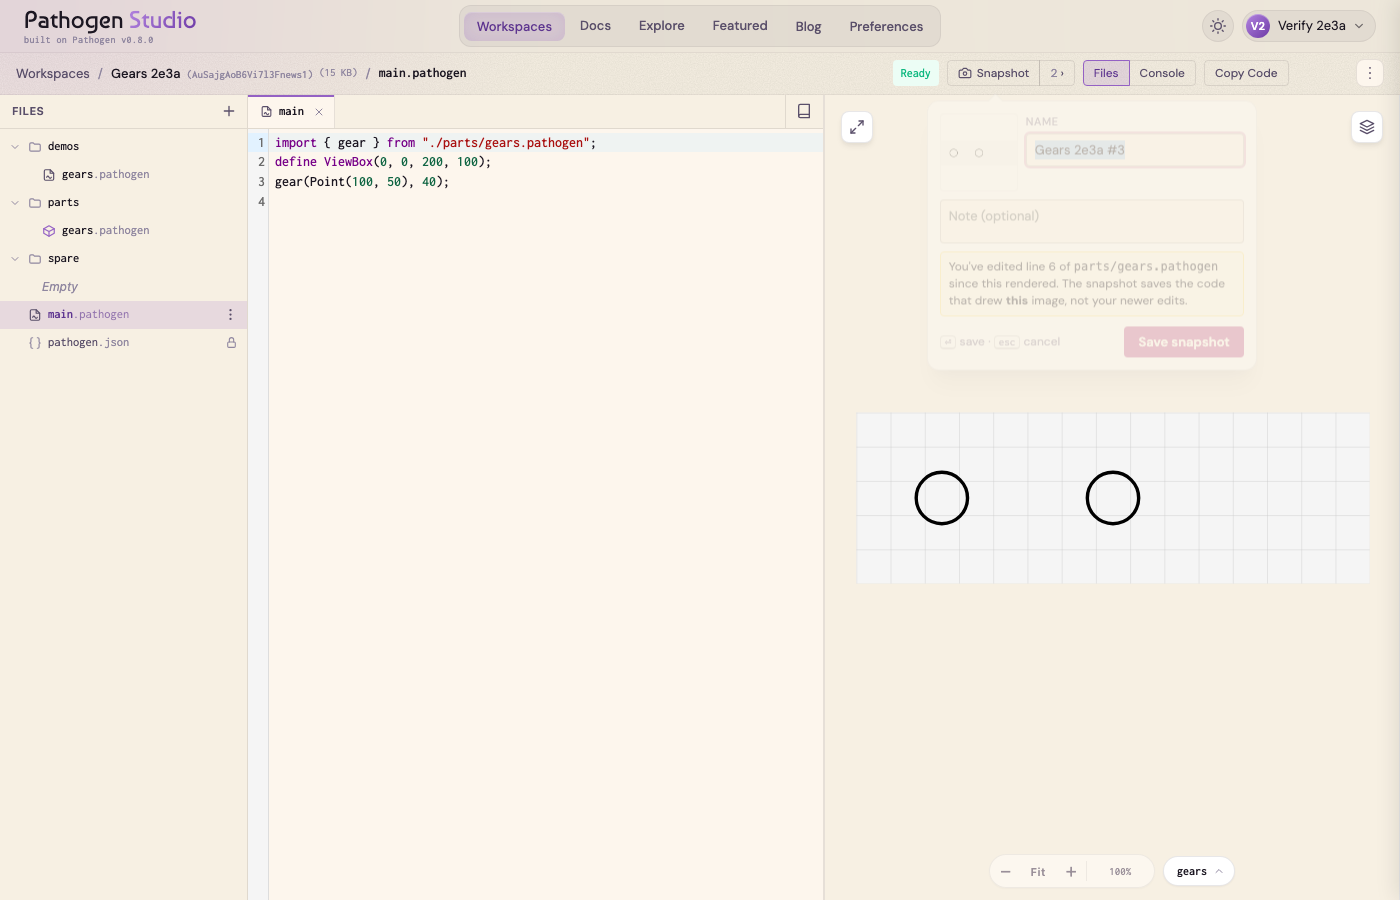 Pathogen Studio
built on Pathogen v0.8.0
Workspaces
Docs
Explore
Featured
Blog
Preferences
V2
Verify 2e3a
Workspaces / Gears 2e3a (AuSajgAoB6Vi7l3Fnews1) (15 KB) / main.pathogen
Ready
Snapshot
2 ›
Files
Console
Copy Code
FILES
demos
gears.pathogen
parts
gears.pathogen
spare
Empty
main.pathogen
{ } pathogen.json
main
1 import { gear } from "./parts/gears.pathogen";
2 define ViewBox(0, 0, 200, 100);
3 gear(Point(100, 50), 40);
4
NAME
Gears 2e3a #3
Note (optional)
You've edited line 6 of parts/gears.pathogen
since this rendered. The snapshot saves the code
that drew this image, not your newer edits.
⏎ save · esc cancel
Save snapshot
Fit
100%
gears